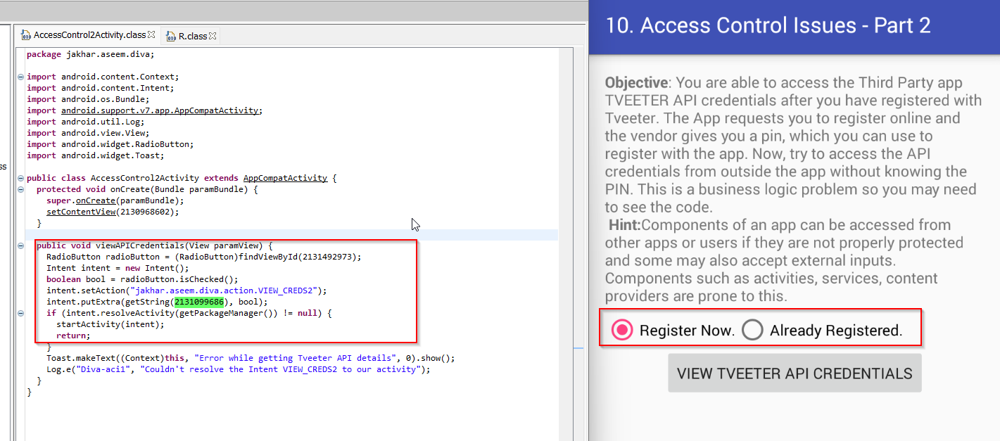 AccessControl2Activity.class R.class
package jakhar.aseem.diva;
import android.content.Context;
import android.content.Intent;
import android.os.Bundle;
import android.support.v7.app.AppCompatActivity;
import android.util.Log;
import android.view.View;
import android.widget.RadioButton;
import android.widget.Toast;
ss
public class AccessControl2Activity extends AppCompatActivity {
protected void onCreate(Bundle paramBundle) {
super.onCreate(paramBundle);
setContentView(2130968602);
}
public void viewAPICredentials(View paramView) {
RadioButton radioButton = (RadioButton)findViewById(2131492973);
Intent intent = new Intent();
boolean bool = radioButton.isChecked();
intent.setAction("jakhar.aseem.diva.action.VIEW_CREDS2");
intent.putExtra(getString(2131099686), bool);
if (intent.resolveActivity(getPackageManager()) != null) {
startActivity(intent);
return;
}
Toast.makeText((Context)this, "Error while getting Tveeter API details", 0).show();
Log.e("Diva-aci1", "Couldn't resolve the Intent VIEW_CREDS2 to our activity");
}
}
10. Access Control Issues - Part 2
Objective: You are able to access the Third Party app
TVEETER API credentials after you have registered with
Tveeter. The App requests you to register online and
the vendor gives you a pin, which you can use to
register with the app. Now, try to access the API
credentials from outside the app without knowing the
PIN. This is a business logic problem so you may need
to see the code.
Hint:Components of an app can be accessed from
other apps or users if they are not properly protected
and some may also accept external inputs.
Components such as activities, services, content
providers are prone to this.
Register Now. Already Registered.
VIEW TVEETER API CREDENTIALS